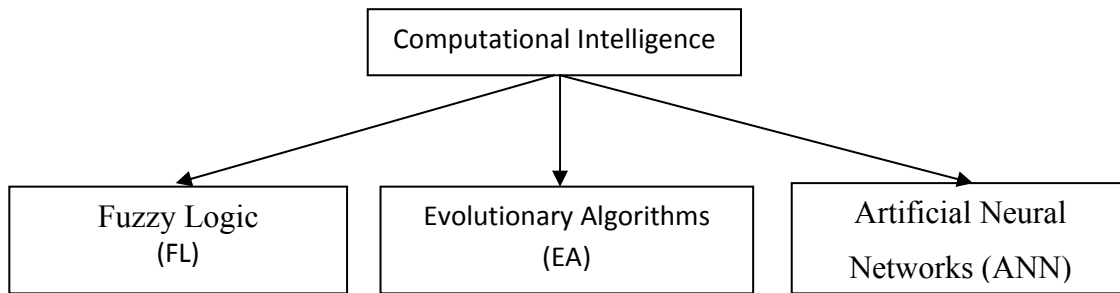 Computational Intelligence
Fuzzy Logic
(FL)
Evolutionary Algorithms
(EA)
Artificial Neural
Networks (ANN)